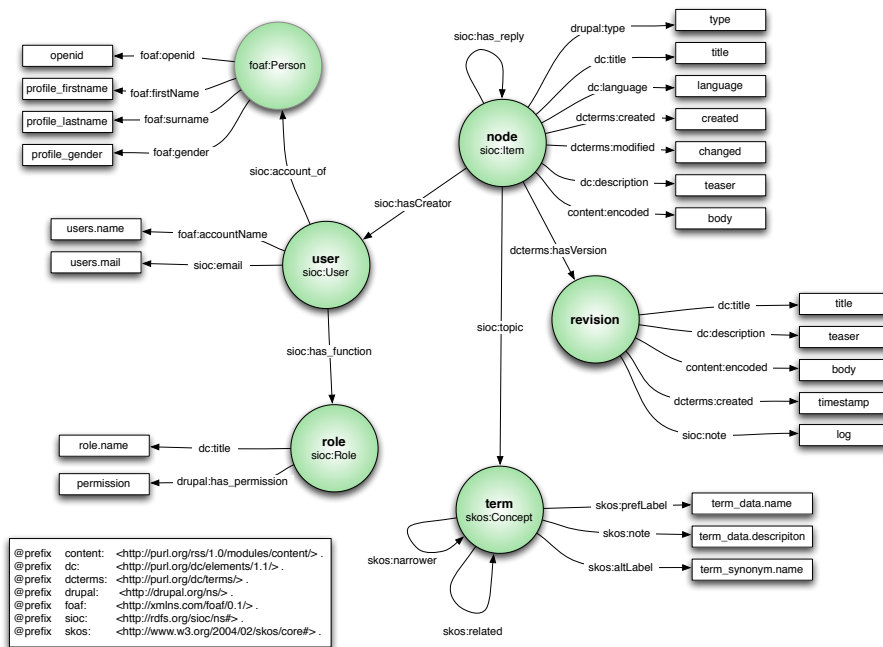 openid
foaf:openid
foaf:Person
profile_firstname
foaf:firstName
profile_lastname
foaf:surname
profile_gender
foaf:gender
sioc:account_of
sioc:has_reply
node
sioc:Item
drupal:type
type
dc:title
title
dc:language
language
dcterms:created
created
dcterms:modified
changed
dc:description
teaser
content:encoded
body
sioc:hasCreator
users.name
foaf:accountName
users.mail
sioc:email
user
sioc:User
dcterms:hasVersion
sioc:topic
revision
dc:title
title
dc:description
teaser
content:encoded
body
dcterms:created
timestamp
sioc:note
log
sioc:has_function
role.name
dc:title
permission
drupal:has_permission
role
sioc:Role
term
skos:Concept
skos:prefLabel
term_data.name
skos:note
term_data.descripiton
skos:altLabel
term_synonym.name
skos:narrower
skos:related
@prefix content: <http://purl.org/rss/1.0/modules/content/> .
@prefix dc: <http://purl.org/dc/elements/1.1/> .
@prefix dcterms: <http://purl.org/dc/terms/> .
@prefix drupal: <http://drupal.org/ns/> .
@prefix foaf: <http://xmlns.com/foaf/0.1/> .
@prefix sioc: <http://rdfs.org/sioc/ns#> .
@prefix skos: <http://www.w3.org/2004/02/skos/core#> .